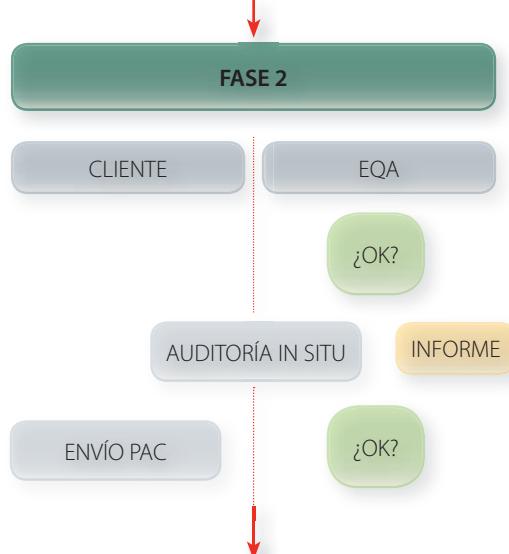 FASE 2
CLIENTE
EQA
¿OK?
AUDITORÍA IN SITU
INFORME
ENVÍO PAC
¿OK?